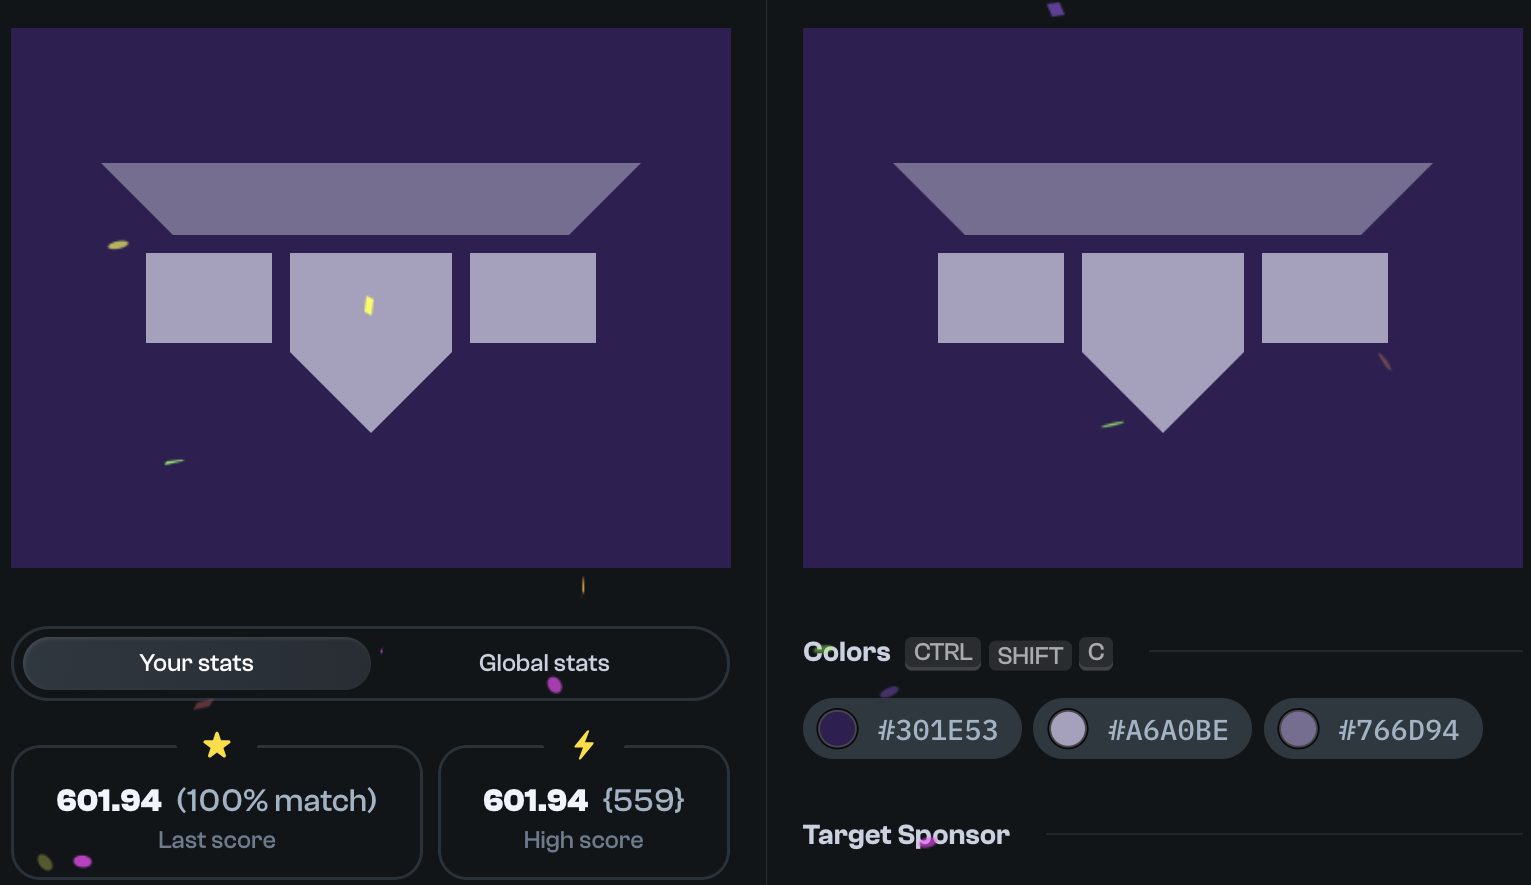 Your stats
Global stats
601.94 (100% match)
Last score
601.94 {559}
High score
Colors CTRL SHIFT C
#301E53
#A6A0BE
#766D94
Target Sponsor